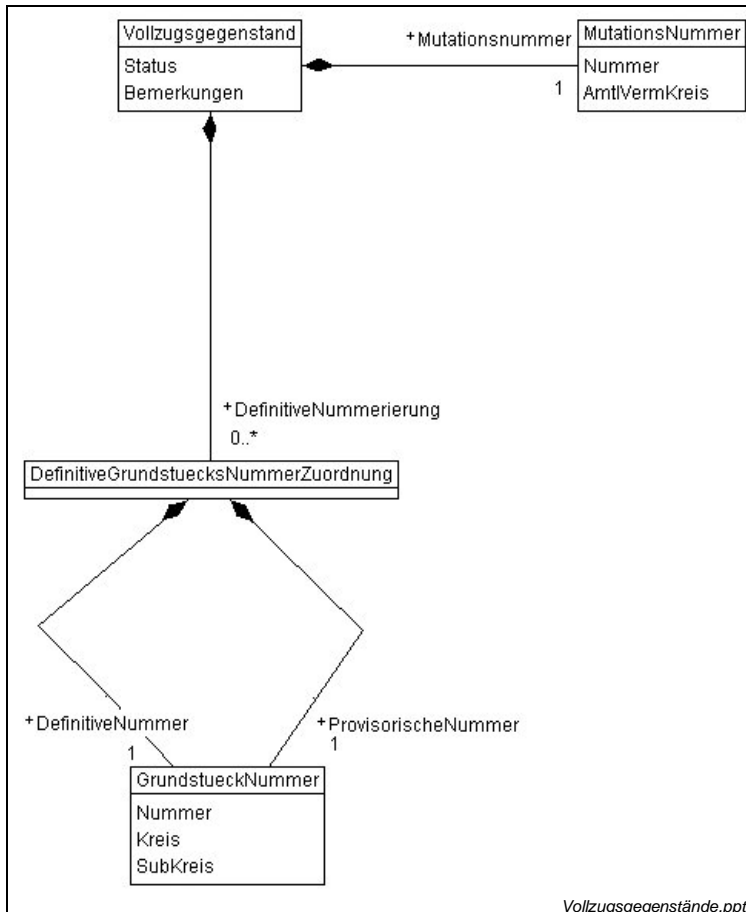 Vollzugsgegenstand
Status
Bemerkungen
+Mutationsnummer
1
MutationsNummer
Nummer
AmtlVermKreis
+DefinitiveNummerierung
0..*
DefinitiveGrundstuecksNummerZuordnung
+DefinitiveNummer
1
+ProvisorischeNummer
1
GrundstueckNummer
Nummer
Kreis
SubKreis
Vollzugsgegenstände.ppt